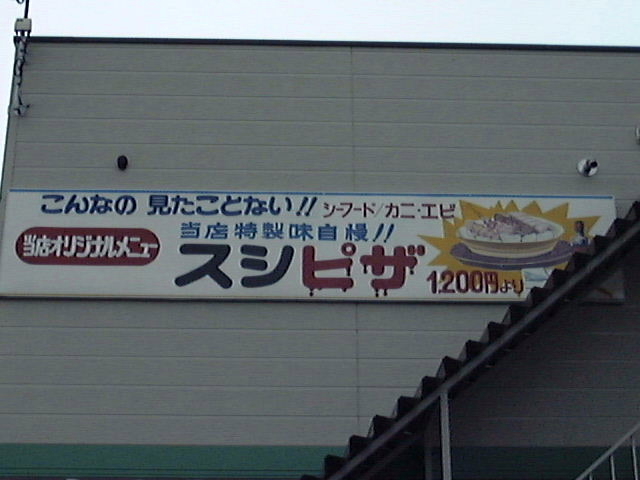 こんなの 見たことない!! シーフード/カニ・エビ
当店特製味自慢!!
当店オリジナルメニュー
スシピザ
1,200円より